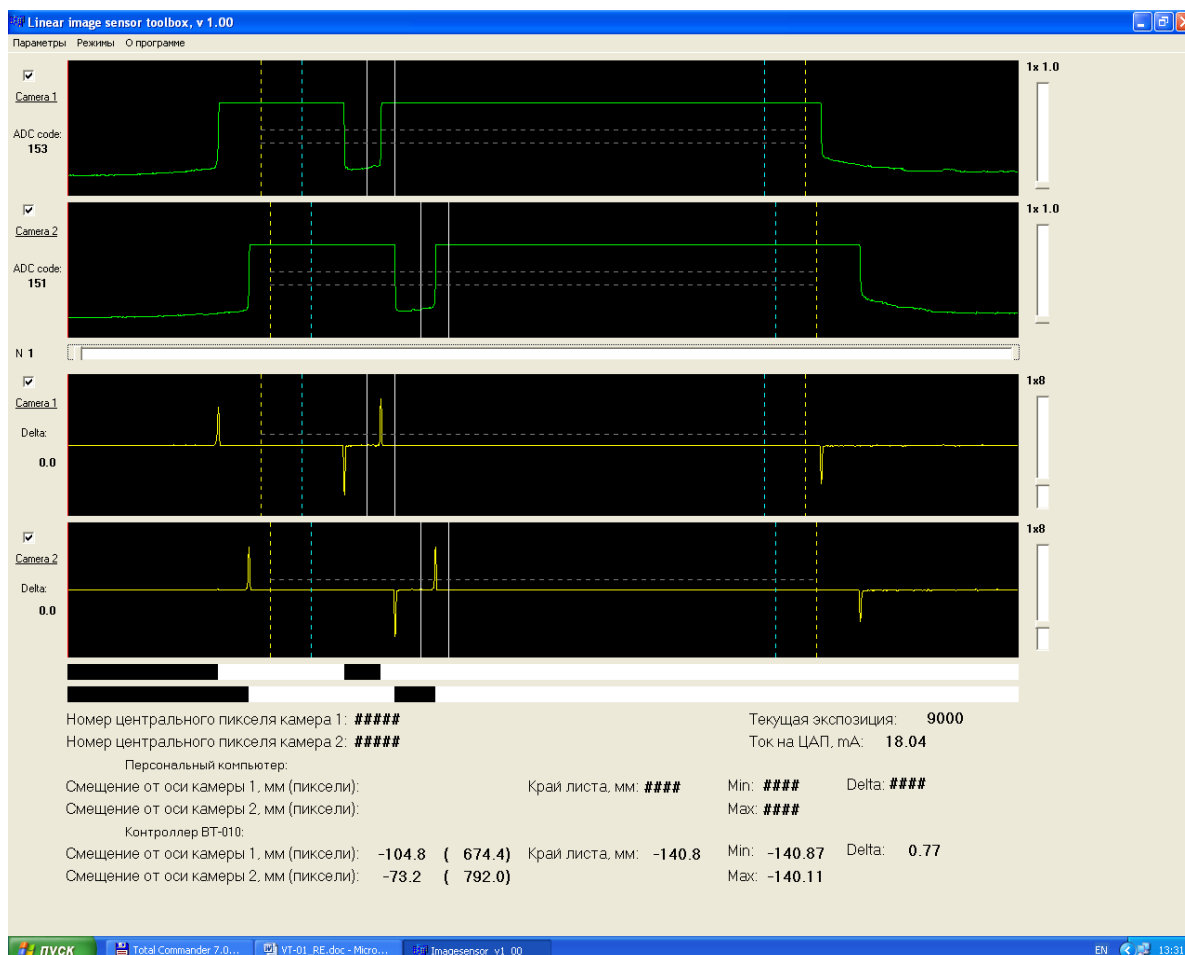 Linear image sensor toolbox, v 1.00
Параметры Режимы О программе
1x 1.0
Camera 1
ADC code:
153
1x 1.0
Camera 2
ADC code:
151
N 1
1x8
Camera 1
Delta:
0.0
1x8
Camera 2
Delta:
0.0
Номер центрального пикселя камера 1: ##### Текущая экспозиция: 9000
Номер центрального пикселя камера 2: ##### Ток на ЦАП, mA: 18.04
Персональный компьютер:
Смещение от оси камеры 1, мм (пиксели): Край листа, мм: #### Min: #### Delta: ####
Смещение от оси камеры 2, мм (пиксели): Max: ####
Контроллер ВТ-010:
Смещение от оси камеры 1, мм (пиксели): -104.8 ( 674.4) Край листа, мм: -140.8 Min: -140.87 Delta: 0.77
Смещение от оси камеры 2, мм (пиксели): -73.2 ( 792.0) Max: -140.11
пуск Total Commander 7.0... VT-01_RE.doc - Micro... Imagesensor_v1_00 EN 13:31